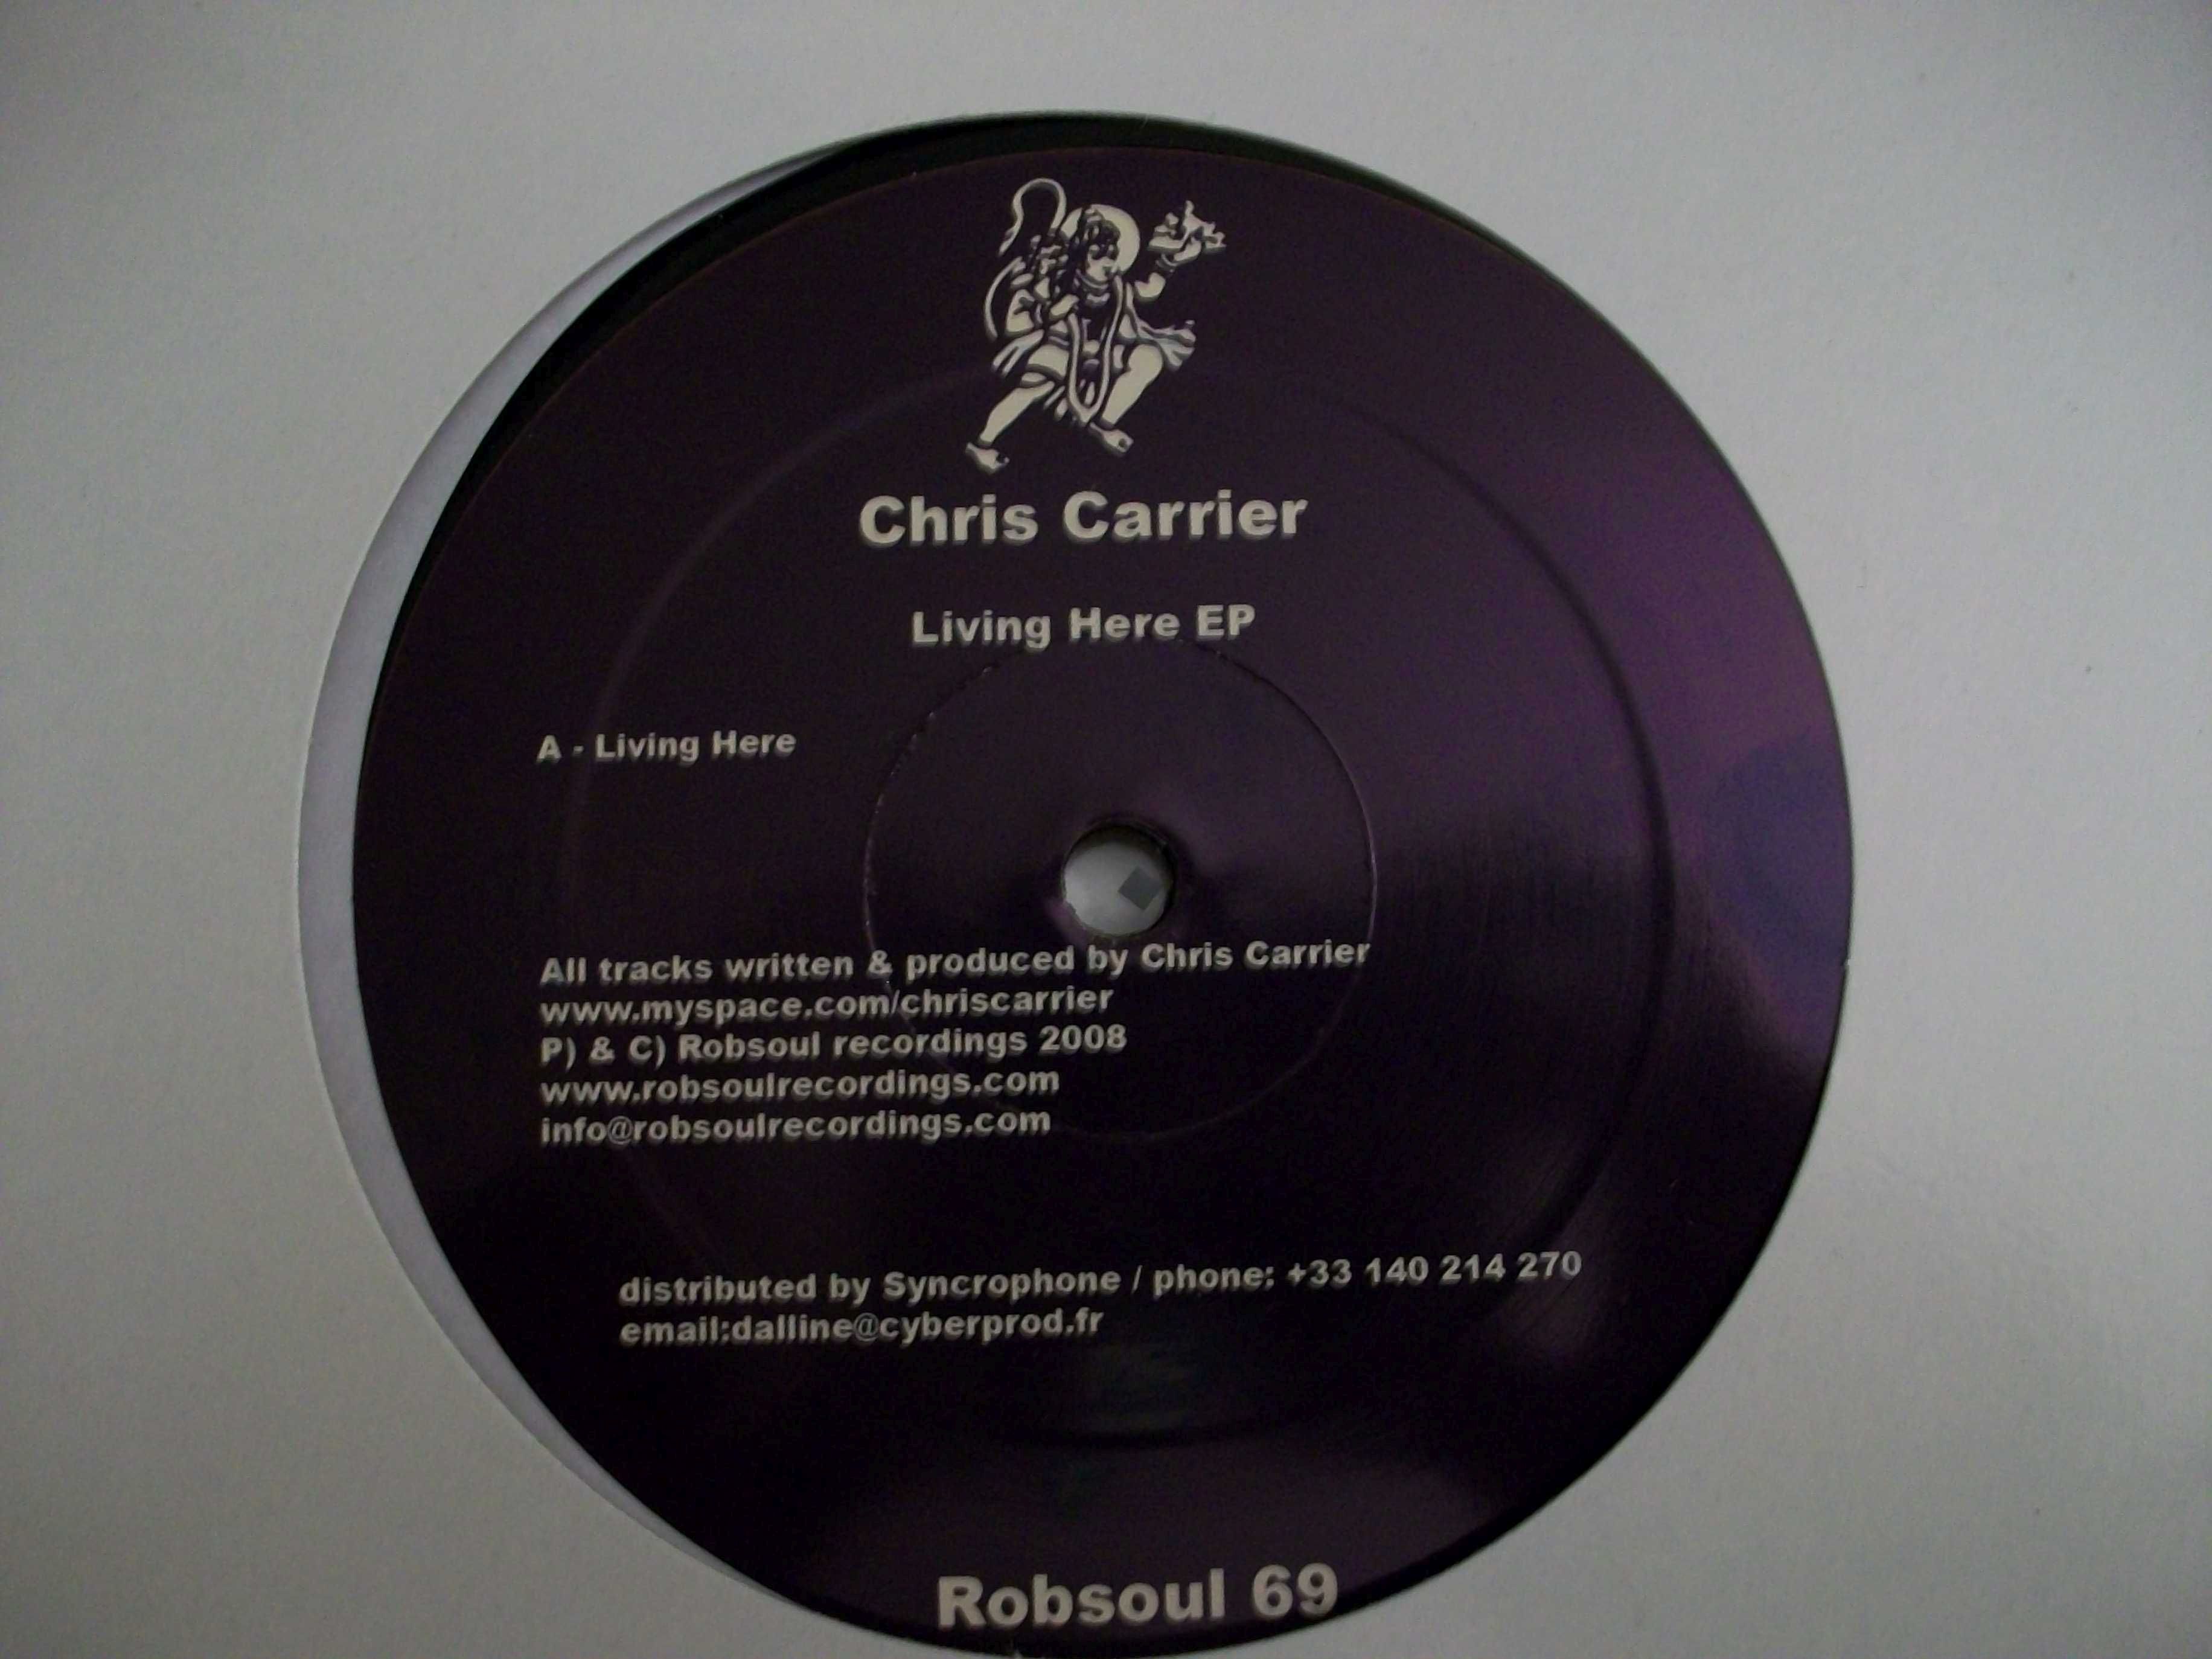 Chris Carrier
Living Here EP
A - Living Here
All tracks written & produced by Chris Carrier
www.myspace.com/chriscarrier
P) & C) Robsoul recordings 2008
www.robsoulrecordings.com
info@robsoulrecordings.com
distributed by Syncrophone / phone: +33 140 214 270
email:dalline@cyberprod.fr
Robsoul 69